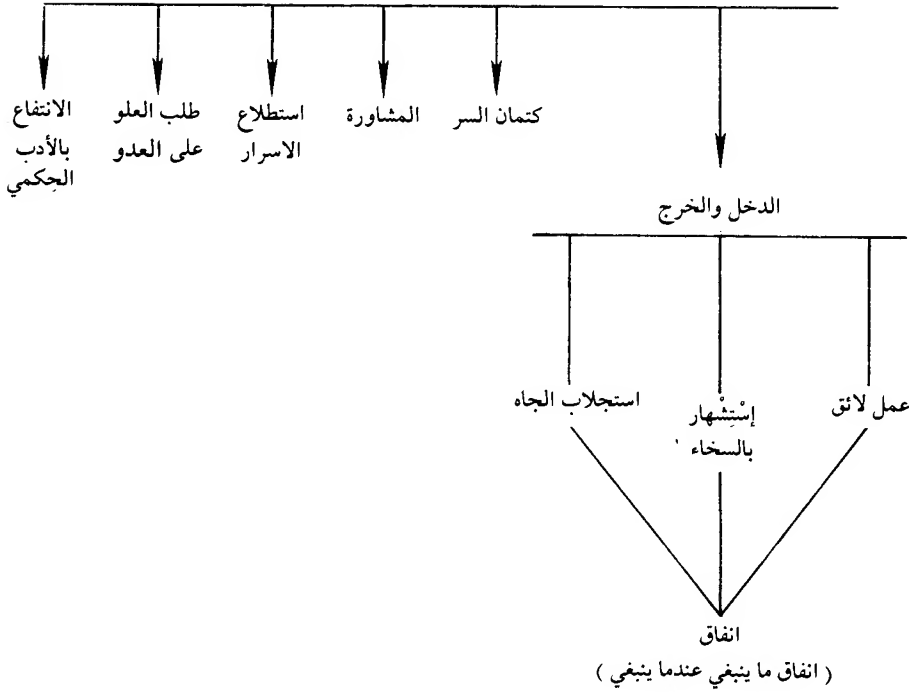 كتمان السر
المشاورة
استطلاع
الاسرار
طلب العلو
على العدو
الانتفاع
بالأدب
الحِكمي
الدخل والخرج
عمل لائق
إسْتِشْهار
بالسخاء
استجلاب الجاه
انفاق
( انفاق ما ينبغي عندما ينبغي )